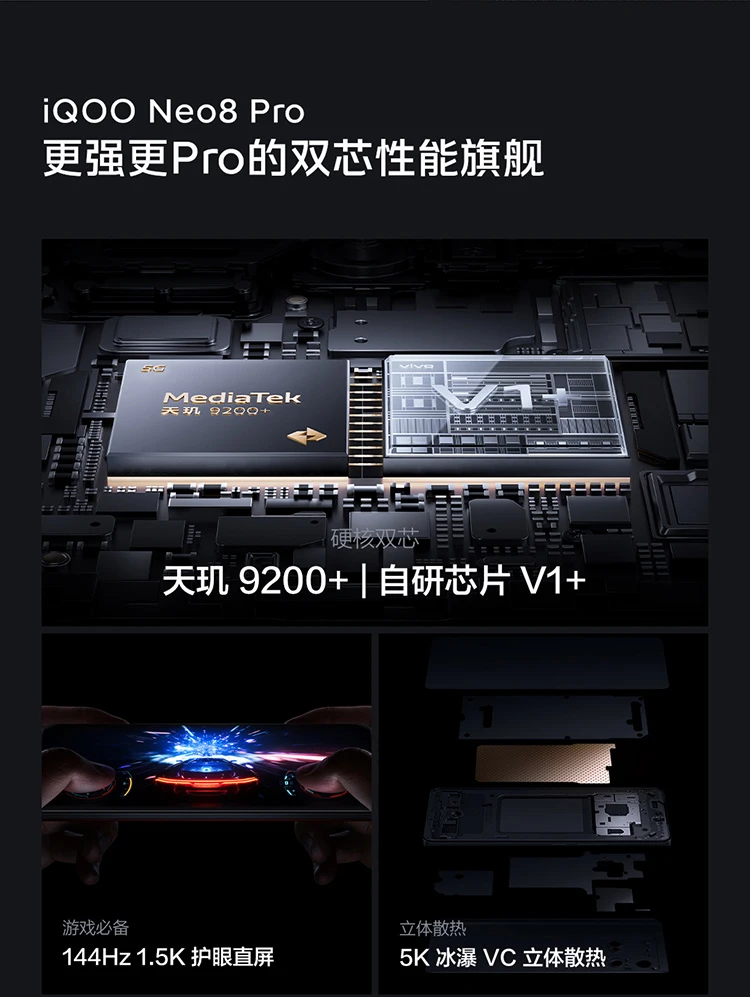 iQOO Neo8 Pro
更强更Pro的双芯性能旗舰
5G
MediaTek
天玑 9200+
vivo
V1+
硬核双芯
天玑 9200+ | 自研芯片 V1+
游戏必备
144Hz 1.5K 护眼直屏
立体散热
5K 冰瀑 VC 立体散热